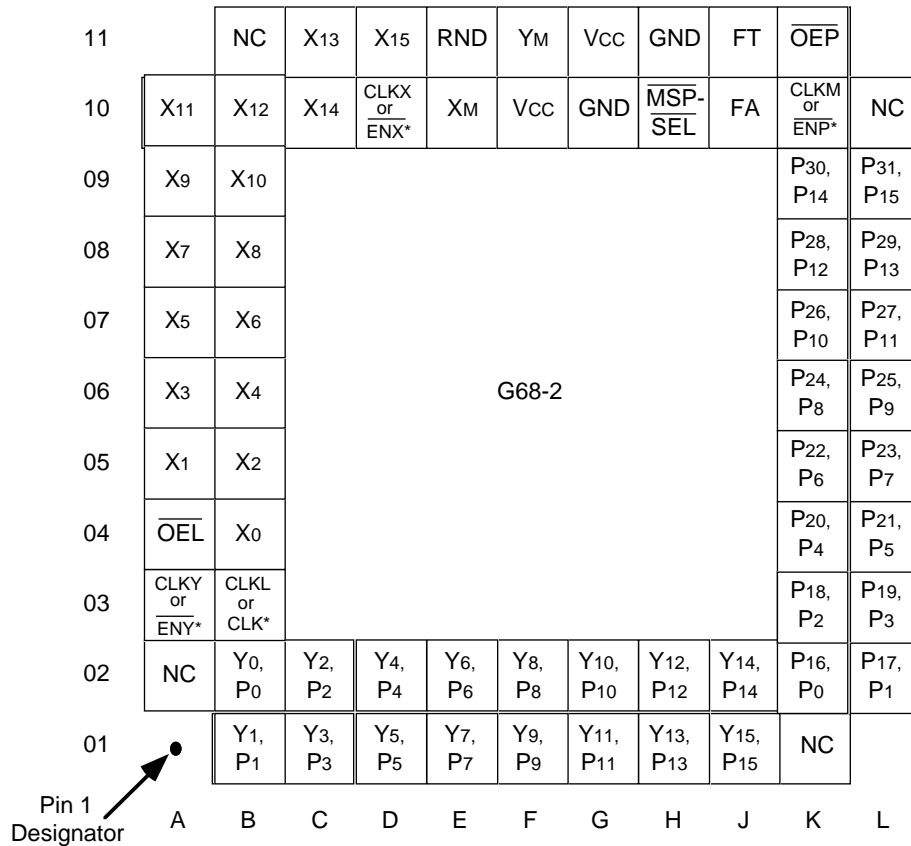 11 NC X13 X15 RND YM VCC GND FT OEP
10 X11 X12 X14 CLKX or ENX* XM VCC GND MSP-SEL FA CLKM or ENP* NC
09 X9 X10 P30, P14 P31, P15
08 X7 X8 P28, P12 P29, P13
07 X5 X6 P26, P10 P27, P11
06 X3 X4 G68-2 P24, P8 P25, P9
05 X1 X2 P22, P6 P23, P7
04 OEL X0 P20, P4 P21, P5
03 CLKY or ENY* CLKL or CLK* P18, P2 P19, P3
02 NC Y0, P0 Y2, P2 Y4, P4 Y6, P6 Y8, P8 Y10, P10 Y12, P12 Y14, P14 P16, P0 P17, P1
01 Y1, P1 Y3, P3 Y5, P5 Y7, P7 Y9, P9 Y11, P11 Y13, P13 Y15, P15 NC
Pin 1
Designator
A B C D E F G H J K L